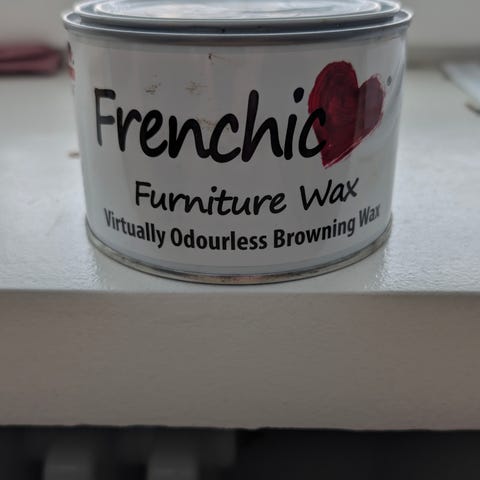 Frenchic®
Furniture Wax
Virtually Odourless Browning Wax